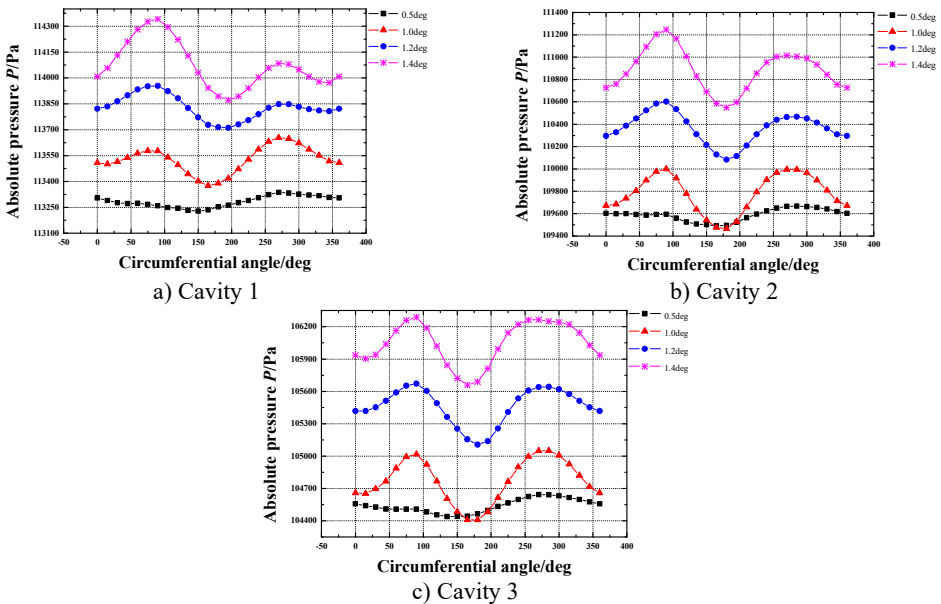 114300
114150
114000
113850
113700
113550
113400
113250
113100
-50 0 50 100 150 200 250 300 350 400
Absolute pressure P/Pa
Circumferential angle/deg
0.5deg
1.0deg
1.2deg
1.4deg
a) Cavity 1
111400
111200
111000
110800
110600
110400
110200
110000
109800
109600
109400
-50 0 50 100 150 200 250 300 350 400
Absolute pressure P/Pa
Circumferential angle/deg
0.5deg
1.0deg
1.2deg
1.4deg
b) Cavity 2
106200
105900
105600
105300
105000
104700
104400
-50 0 50 100 150 200 250 300 350 400
Absolute pressure P/Pa
Circumferential angle/deg
0.5deg
1.0deg
1.2deg
1.4deg
c) Cavity 3